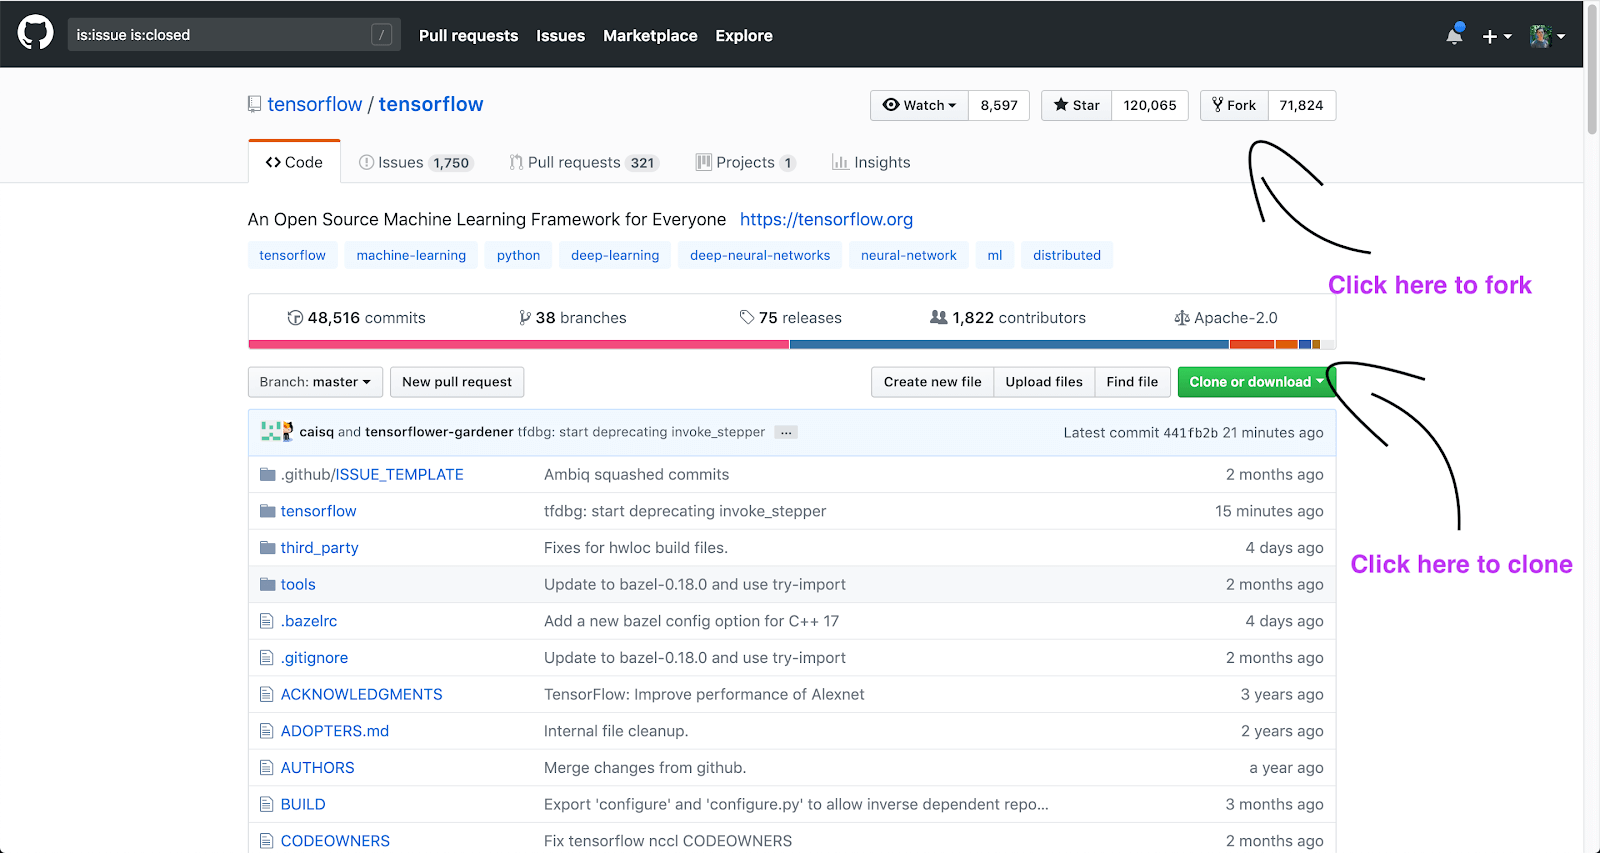 is:issue is:closed / Pull requests Issues Marketplace Explore
tensorflow / tensorflow Watch 8,597 Star 120,065 Fork 71,824
Code Issues 1,750 Pull requests 321 Projects 1 Insights
An Open Source Machine Learning Framework for Everyone https://tensorflow.org
tensorflow machine-learning python deep-learning deep-neural-networks neural-network ml distributed
Click here to fork
48,516 commits 38 branches 75 releases 1,822 contributors Apache-2.0
Branch: master New pull request Create new file Upload files Find file Clone or download
caisq and tensorflower-gardener tfdbg: start deprecating invoke_stepper ... Latest commit 441fb2b 21 minutes ago
.github/ISSUE_TEMPLATE Ambiq squashed commits 2 months ago
tensorflow tfdbg: start deprecating invoke_stepper 15 minutes ago
third_party Fixes for hwloc build files. 4 days ago
Click here to clone
tools Update to bazel-0.18.0 and use try-import 2 months ago
.bazelrc Add a new bazel config option for C++ 17 4 days ago
.gitignore Update to bazel-0.18.0 and use try-import 2 months ago
ACKNOWLEDGMENTS TensorFlow: Improve performance of Alexnet 3 years ago
ADOPTERS.md Internal file cleanup. 2 years ago
AUTHORS Merge changes from github. a year ago
BUILD Export 'configure' and 'configure.py' to allow inverse dependent repo... 3 months ago
CODEOWNERS Fix tensorflow nccl CODEOWNERS 2 months ago